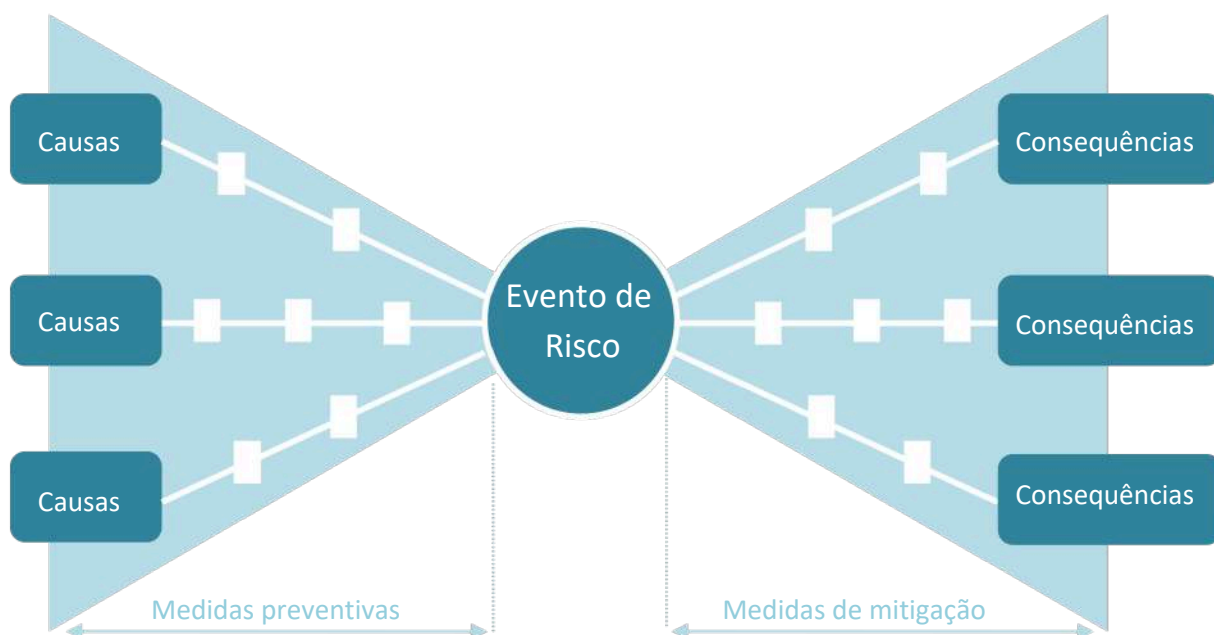 Causas
Consequências
Evento de
Risco
Causas
Consequências
Causas
Consequências
Medidas preventivas
Medidas de mitigação